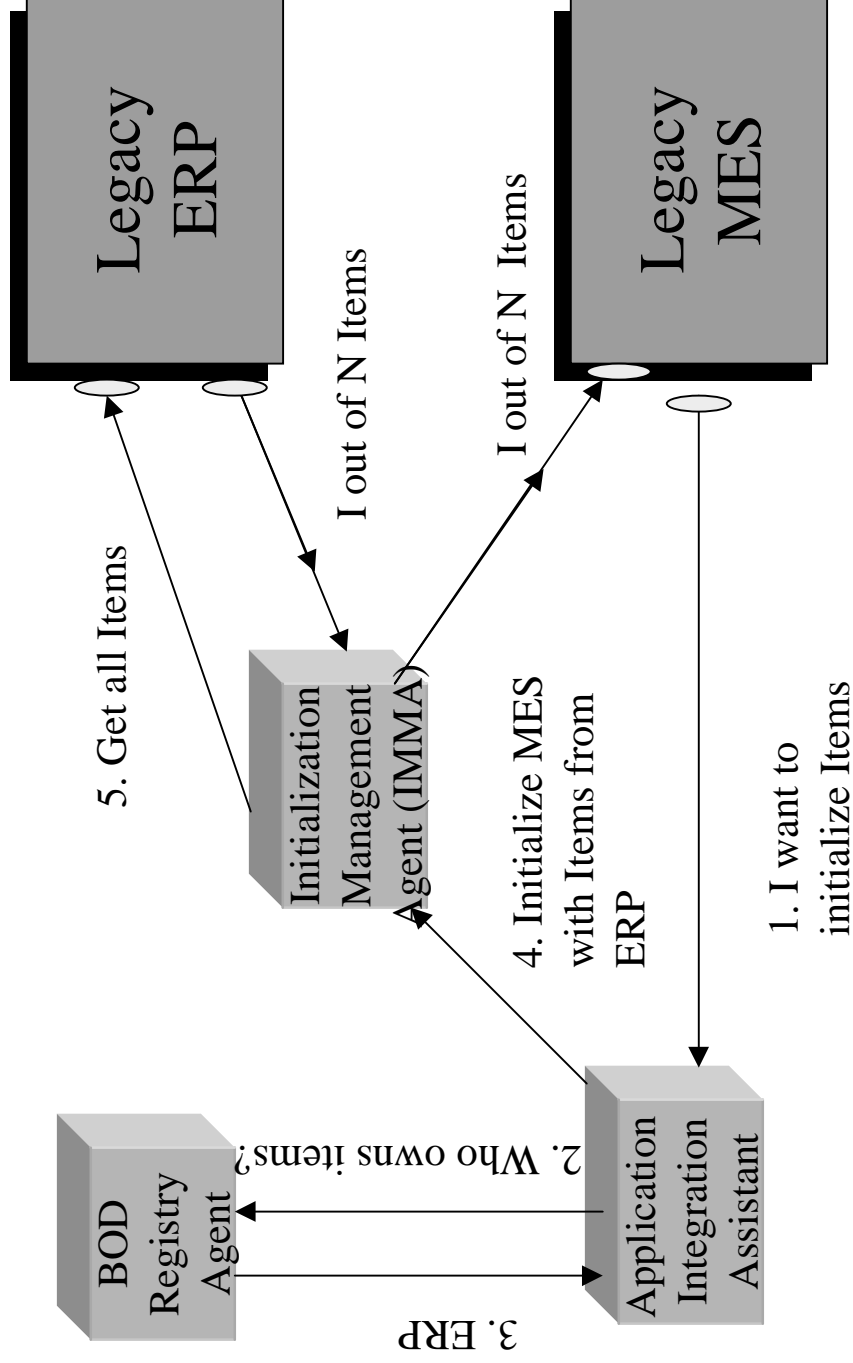 Legacy
ERP
Legacy
MES
I out of N Items
I out of N Items
5. Get all Items
Initialization
Management
Agent (IMMA)
4. Initialize MES
with Items from
ERP
1. I want to
initialize Items
BOD
Registry
Agent
2. Who owns items?
3. ERP
Application
Integration
Assistant